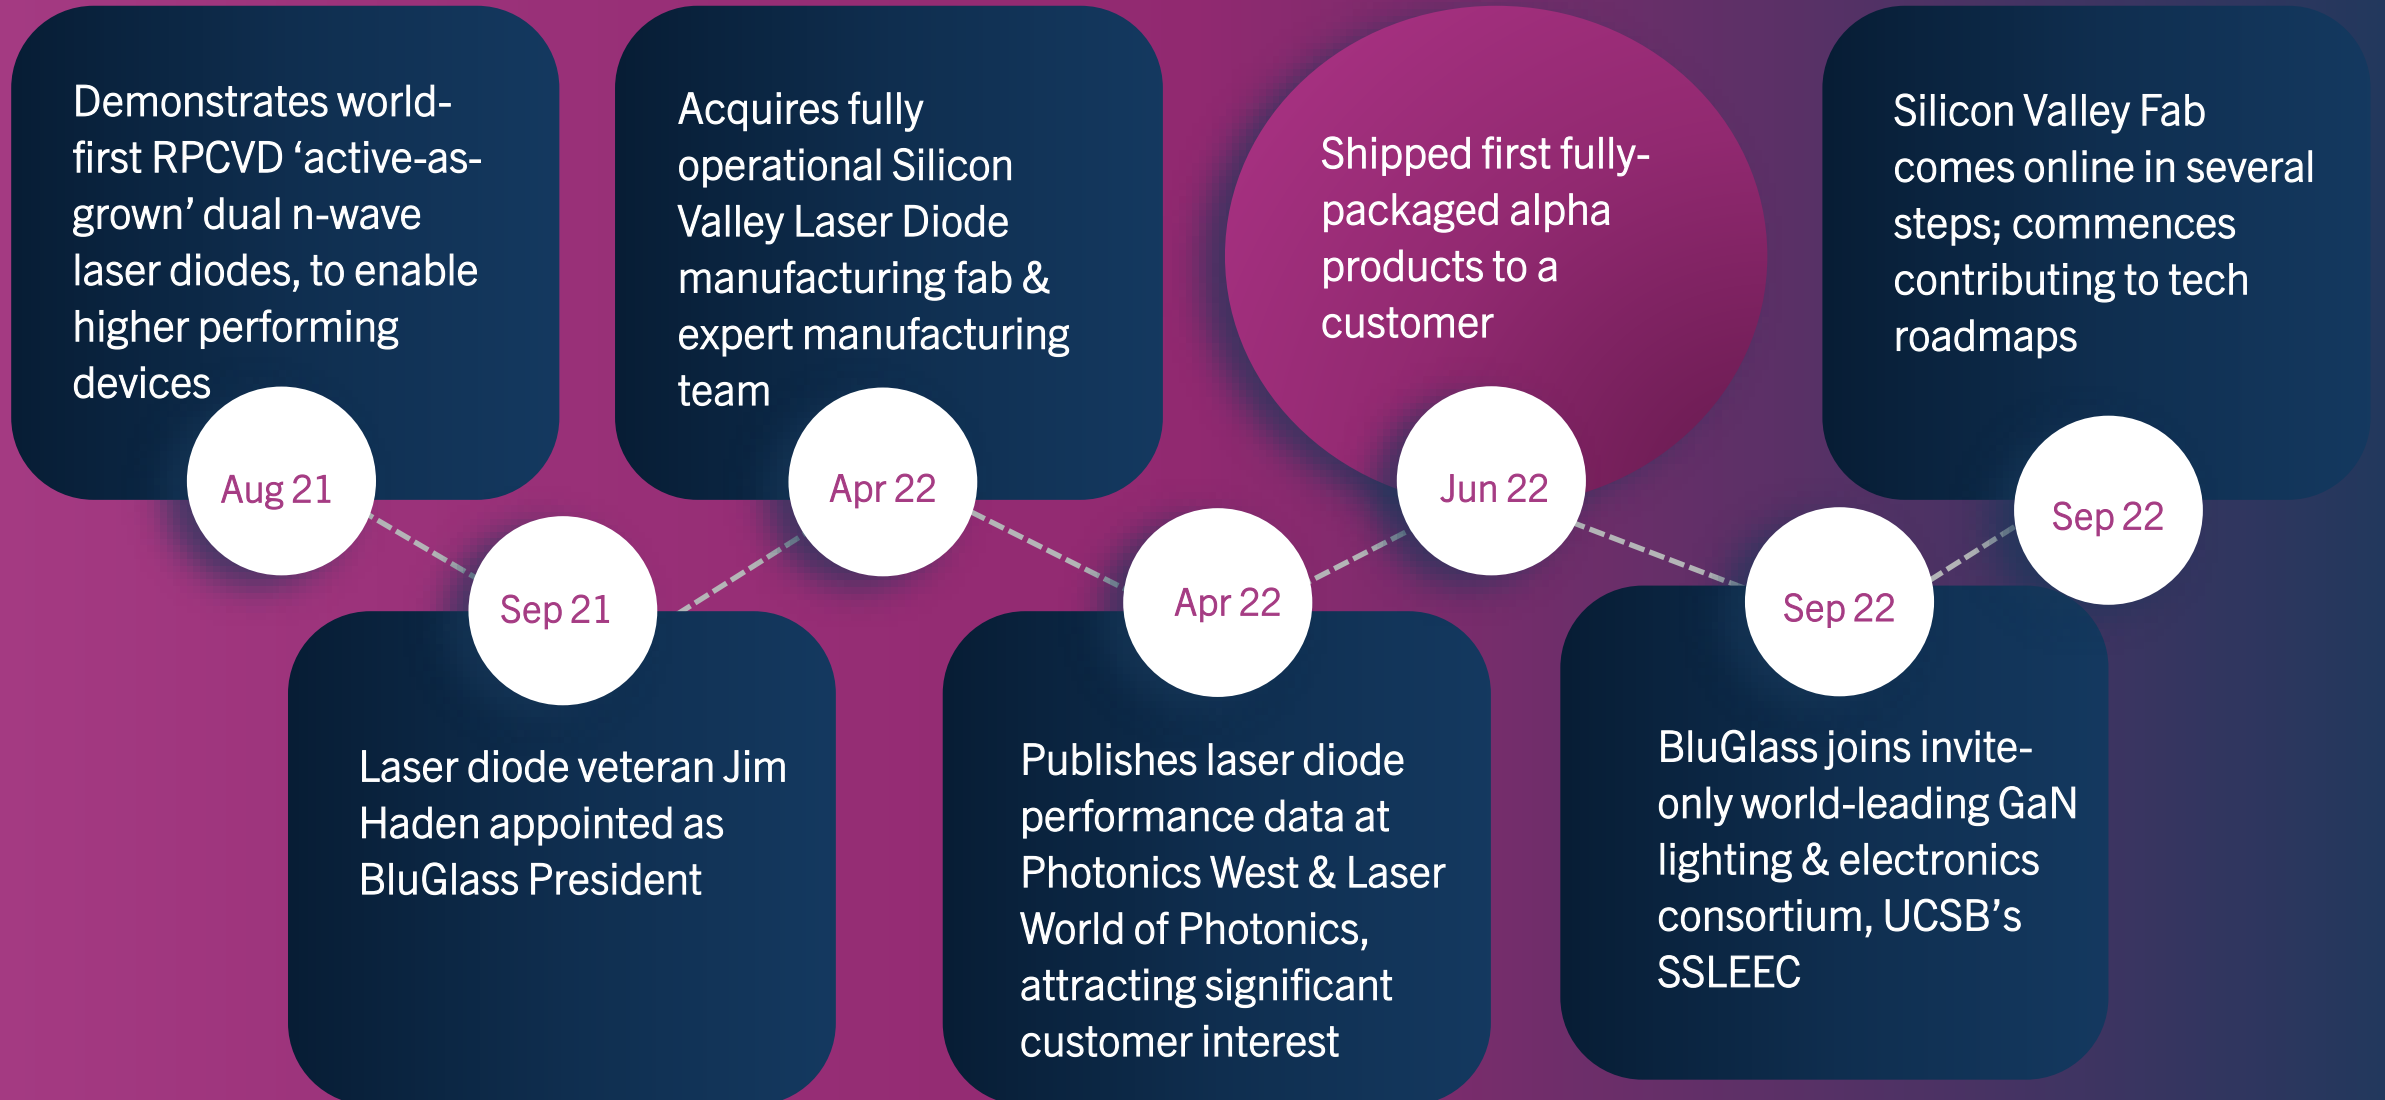 Demonstrates world-
first RPCVD ‘active-as-
grown’ dual n-wave
laser diodes, to enable
higher performing
devices
Aug 21
Sep 21
Laser diode veteran Jim
Haden appointed as
BluGlass President
Acquires fully
operational Silicon
Valley Laser Diode
manufacturing fab &
expert manufacturing
team
Apr 22
Apr 22
Publishes laser diode
performance data at
Photonics West & Laser
World of Photonics,
attracting significant
customer interest
Shipped first fully-
packaged alpha
products to a
customer
Jun 22
Sep 22
BluGlass joins invite-
only world-leading GaN
lighting & electronics
consortium, UCSB’s
SSLEEC
Silicon Valley Fab
comes online in several
steps; commences
contributing to tech
roadmaps
Sep 22